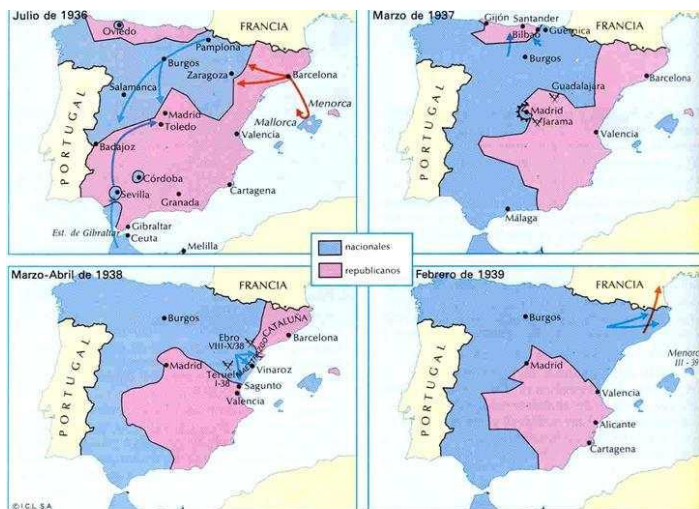 Julio de 1936
FRANCIA
Oviedo
Pamplona
Burgos
Salamanca
Zaragoza
Barcelona
Menorca
Mallorca
Madrid
Toledo
Valencia
Badajoz
PORTUGAL
Córdoba
Sevilla
Granada
Cartagena
Est. de Gibraltar
Gibraltar
Ceuta
Melilla
Marzo de 1937
Gijón
Santander
FRANCIA
Bilbao
Guernica
Burgos
Barcelona
Guadalajara
Madrid
Jarama
PORTUGAL
Valencia
Málaga
nacionales
republicanos
Marzo-Abril de 1938
FRANCIA
Burgos
CATALUÑA
Ebro
VIII-X/38
Barcelona
Madrid
Teruel
I-38
Vinaroz
Sagunto
Valencia
PORTUGAL
©ICL SA
Febrero de 1939
FRANCIA
Burgos
Menor
III - 39
Madrid
Valencia
Alicante
Cartagena
PORTUGAL